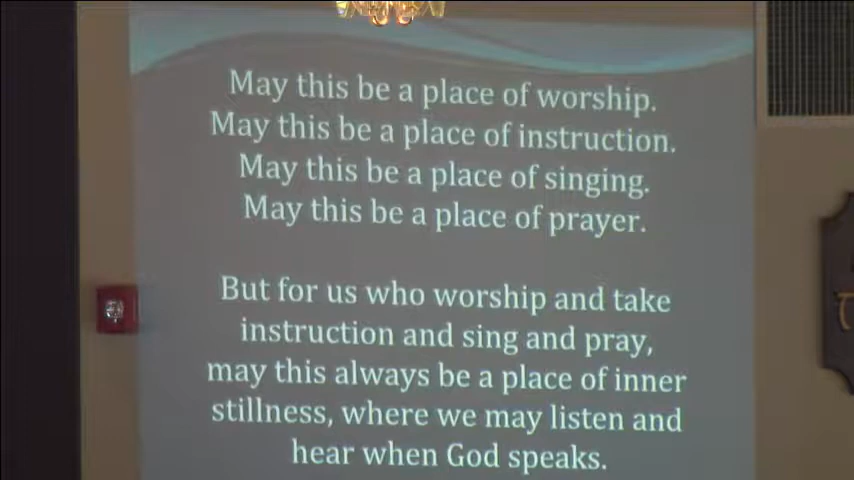 May this be a place of worship.
May this be a place of instruction.
May this be a place of singing.
May this be a place of prayer.
But for us who worship and take
instruction and sing and pray,
may this always be a place of inner
stillness, where we may listen and
hear when God speaks.